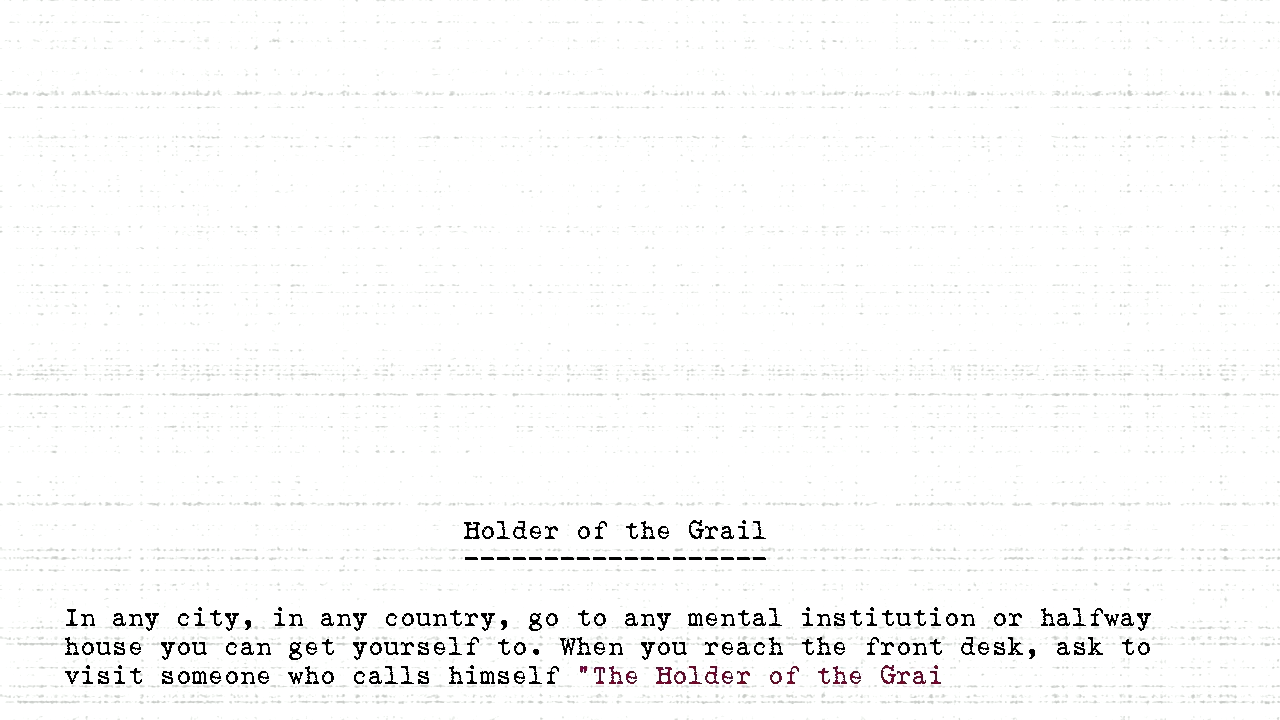 Holder of the Grail
-------------------
In any city, in any country, go to any mental institution or halfway
house you can get yourself to. When you reach the front desk, ask to
visit someone who calls himself "The Holder of the Grai